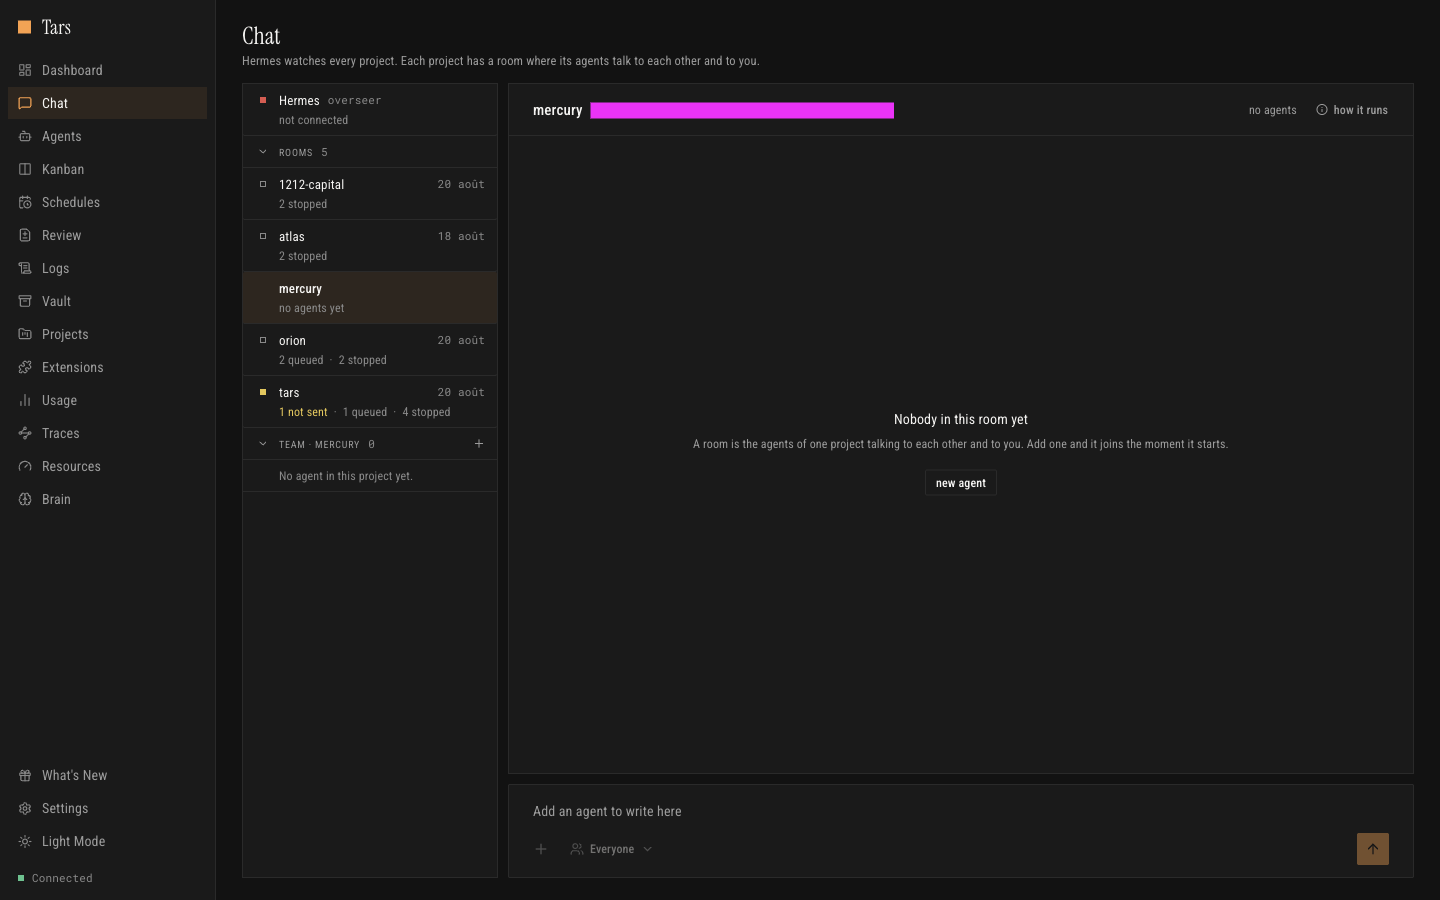 Tars
Dashboard
Chat
Agents
Kanban
Schedules
Review
Logs
Vault
Projects
Extensions
Usage
Traces
Resources
Brain
What's New
Settings
Light Mode
Connected
Chat
Hermes watches every project. Each project has a room where its agents talk to each other and to you.
Hermes overseer
not connected
ROOMS 5
1212-capital 20 août
2 stopped
atlas 18 août
2 stopped
mercury
no agents yet
orion 20 août
2 queued · 2 stopped
tars 20 août
1 not sent · 1 queued · 4 stopped
TEAM · MERCURY 0
No agent in this project yet.
mercury
no agents
how it runs
Nobody in this room yet
A room is the agents of one project talking to each other and to you. Add one and it joins the moment it starts.
new agent
Add an agent to write here
Everyone